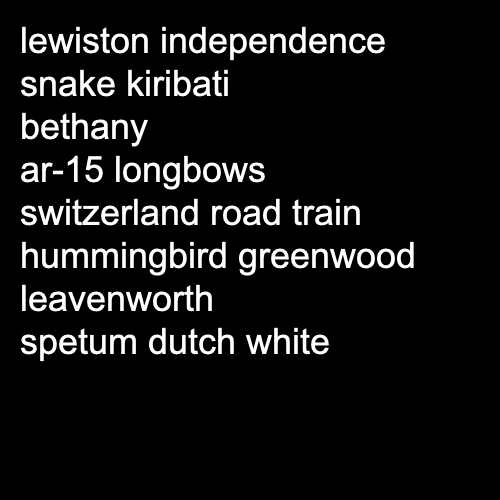 lewiston independence
snake kiribati
bethany
ar-15 longbows
switzerland road train
hummingbird greenwood
leavenworth
spetum dutch white